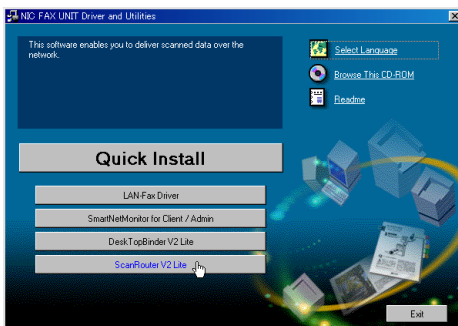 NIC FAX UNIT Driver and Utilities
This software enables you to deliver scanned data over the
network.
Select Language
Browse This CD-ROM
Readme
Quick Install
LAN-Fax Driver
SmartNetMonitor for Client / Admin
DeskTopBinder V2 Lite
ScanRouter V2 Lite
Exit